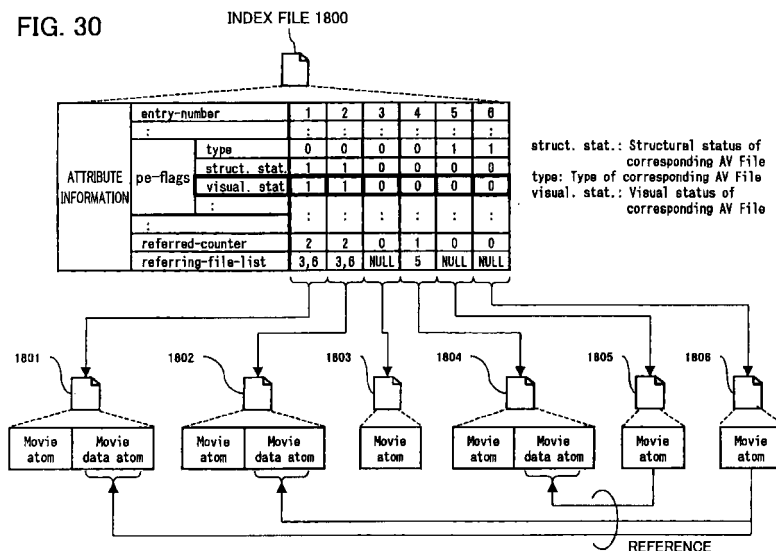 FIG. 30
INDEX FILE 1800
ATTRIBUTE INFORMATION
entry-number 1 2 3 4 5 6
: : : : : : :
pe-flags
type 0 0 0 0 1 1
struct. stat. 1 1 0 0 0 0
visual. stat 1 1 0 0 0 0
:
: : : : : : :
referred-counter 2 2 0 1 0 0
referring-file-list 3,6 3,6 NULL 5 NULL NULL
struct. stat.: Structural status of
corresponding AV File
type: Type of corresponding AV File
visual. stat.: Visual status of
corresponding AV File
1801 1802 1803 1804 1805 1806
Movie atom Movie data atom
Movie atom Movie data atom
Movie atom
Movie atom Movie data atom
Movie atom
Movie atom
REFERENCE